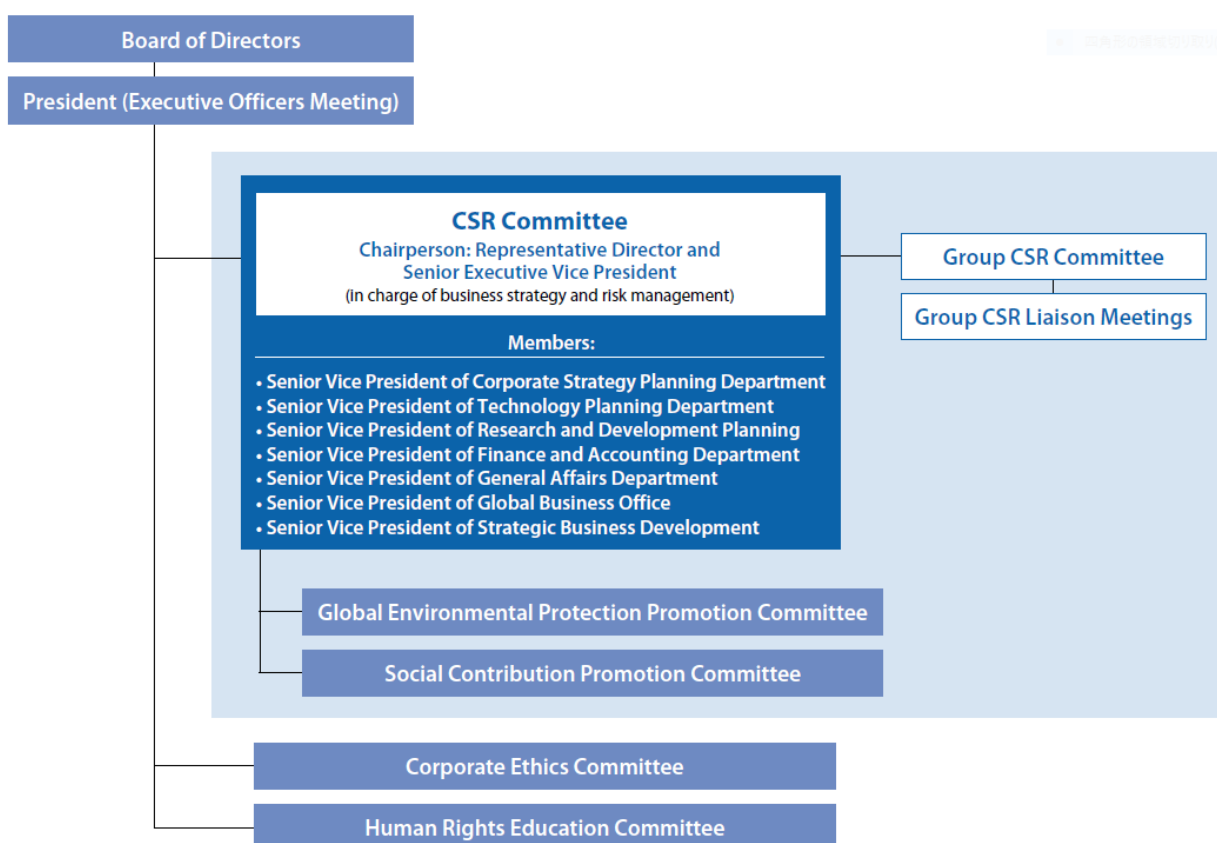 Board of Directors
President (Executive Officers Meeting)
CSR Committee
Chairperson: Representative Director and
Senior Executive Vice President
(in charge of business strategy and risk management)
Members:
• Senior Vice President of Corporate Strategy Planning Department
• Senior Vice President of Technology Planning Department
• Senior Vice President of Research and Development Planning
• Senior Vice President of Finance and Accounting Department
• Senior Vice President of General Affairs Department
• Senior Vice President of Global Business Office
• Senior Vice President of Strategic Business Development
Group CSR Committee
Group CSR Liaison Meetings
Global Environmental Protection Promotion Committee
Social Contribution Promotion Committee
Corporate Ethics Committee
Human Rights Education Committee